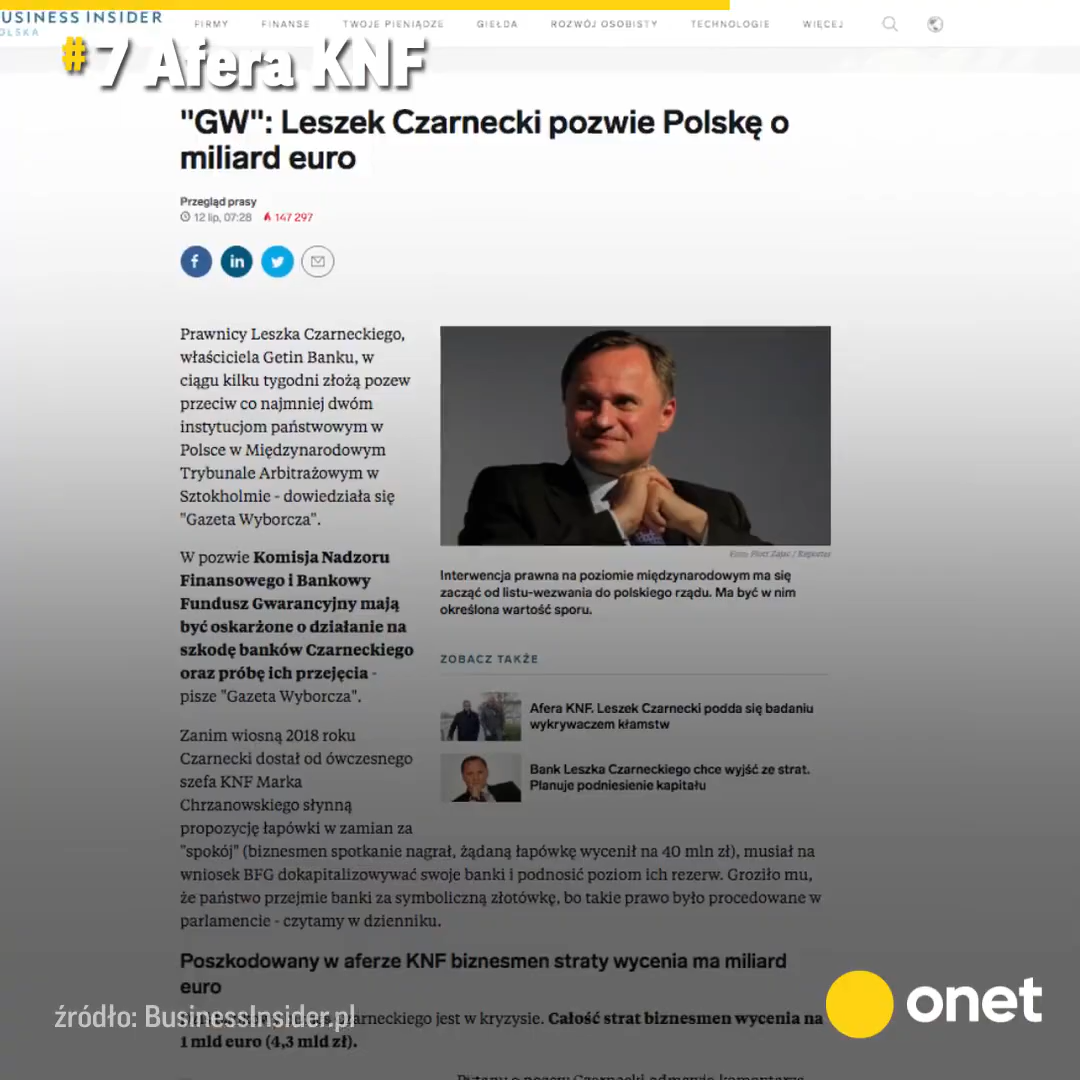 USINESS INSIDER
OLSKA
FIRMY FINANSE TWOJE PIENIĄDZE GIEŁDA ROZWÓJ OSOBISTY TECHNOLOGIE WIĘCEJ
#7 Afera KNF
"GW": Leszek Czarnecki pozwie Polskę o
miliard euro
Przegląd prasy
12 lip, 07:28 147 297
Prawnicy Leszka Czarneckiego,
właściciela Getin Banku, w
ciągu kilku tygodni złożą pozew
przeciw co najmniej dwóm
instytucjom państwowym w
Polsce w Międzynarodowym
Trybunale Arbitrażowym w
Sztokholmie - dowiedziała się
"Gazeta Wyborcza".
W pozwie Komisja Nadzoru
Finansowego i Bankowy
Fundusz Gwarancyjny mają
być oskarżone o działanie na
szkodę banków Czarneckiego
oraz próbę ich przejęcia -
pisze "Gazeta Wyborcza".
Foto: Piotr Zając / Reporter
Interwencja prawna na poziomie międzynarodowym ma się
zacząć od listu-wezwania do polskiego rządu. Ma być w nim
określona wartość sporu.
ZOBACZ TAKŻE
Afera KNF. Leszek Czarnecki podda się badaniu
wykrywaczem kłamstw
Bank Leszka Czarneckiego chce wyjść ze strat.
Planuje podniesienie kapitału
Zanim wiosną 2018 roku
Czarnecki dostał od ówczesnego
szefa KNF Marka
Chrzanowskiego słynną
propozycję łapówki w zamian za
"spokój" (biznesmen spotkanie nagrał, żądaną łapówkę wycenił na 40 mln zł), musiał na
wniosek BFG dokapitalizowywać swoje banki i podnosić poziom ich rezerw. Groziło mu,
że państwo przejmie banki za symboliczną złotówkę, bo takie prawo było procedowane w
parlamencie - czytamy w dzienniku.
Poszkodowany w aferze KNF biznesmen straty wycenia ma miliard
euro
źródło: BusinessInsider.pl
arneckiego jest w kryzysie. Całość strat biznesmen wycenia na
1 mld euro (4,3 mld zł).
onet